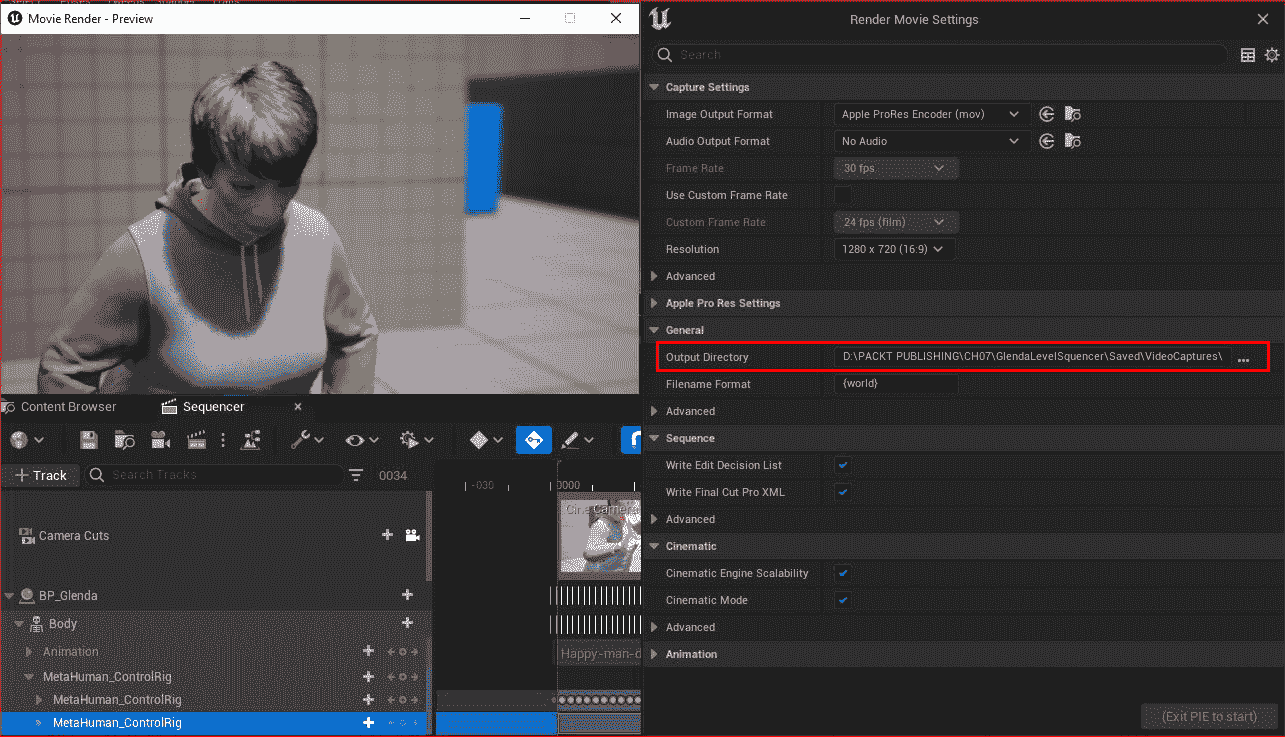 Movie Render - Preview
Render Movie Settings
Search
Capture Settings
Image Output Format
Apple ProRes Encoder (mov)
Audio Output Format
No Audio
Frame Rate
30 fps
Use Custom Frame Rate
Custom Frame Rate
24 fps (film)
Resolution
1280 x 720 (16:9)
Advanced
Apple Pro Res Settings
General
Output Directory
D:\PACKT PUBLISHING\CH07\GlendaLevelSquencer\Saved\VideoCaptures\
...
Filename Format
{world}
Advanced
Sequence
Write Edit Decision List
Write Final Cut Pro XML
Advanced
Cinematic
Cinematic Engine Scalability
Cinematic Mode
Advanced
Animation
(Exit PIE to start)
Content Browser
Sequencer
Track
Search Tracks
0034
-030
0000
Camera Cuts
CineCamera
BP_Glenda
Body
Animation
Happy-man-d
MetaHuman_ControlRig
MetaHuman_ControlRig
MetaHuman_ControlRig